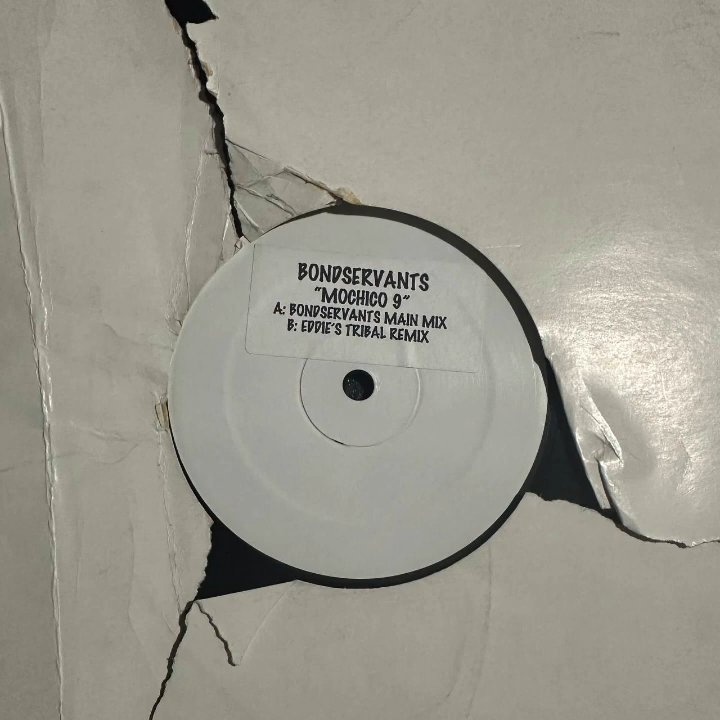 BONDSERVANTS
"MOCHICO 9"
A: BONDSERVANTS MAIN MIX
B: EDDIE'S TRIBAL REMIX